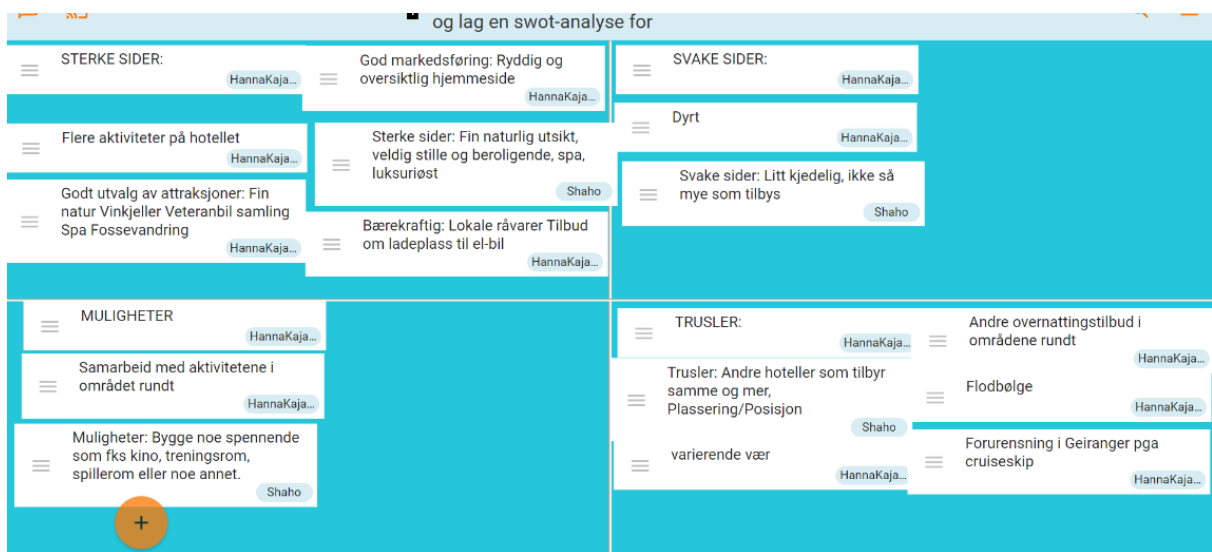 og lag en swot-analyse for
STERKE SIDER:
HannaKaja...
God markedsføring: Ryddig og
oversiktlig hjemmeside
HannaKaja...
Flere aktiviteter på hotellet
HannaKaja...
Sterke sider: Fin naturlig utsikt,
veldig stille og beroligende, spa,
luksuriøst
Shaho
Godt utvalg av attraksjoner: Fin
natur Vinkjeller Veteranbil samling
Spa Fossevandring
HannaKaja...
Bærekraftig: Lokale råvarer Tilbud
om ladeplass til el-bil
HannaKaja...
SVAKE SIDER:
HannaKaja...
Dyrt
HannaKaja...
Svake sider: Litt kjedelig, ikke så
mye som tilbys
Shaho
MULIGHETER
HannaKaja...
Samarbeid med aktivitetene i
området rundt
HannaKaja...
Muligheter: Bygge noe spennende
som fks kino, treningsrom,
spillerom eller noe annet.
Shaho
+
TRUSLER:
HannaKaja...
Andre overnattingstilbud i
områdene rundt
HannaKaja...
Trusler: Andre hoteller som tilbyr
samme og mer,
Plassering/Posisjon
Shaho
Flodbølge
HannaKaja...
varierende vær
HannaKaja...
Forurensning i Geiranger pga
cruiseskip
HannaKaja...